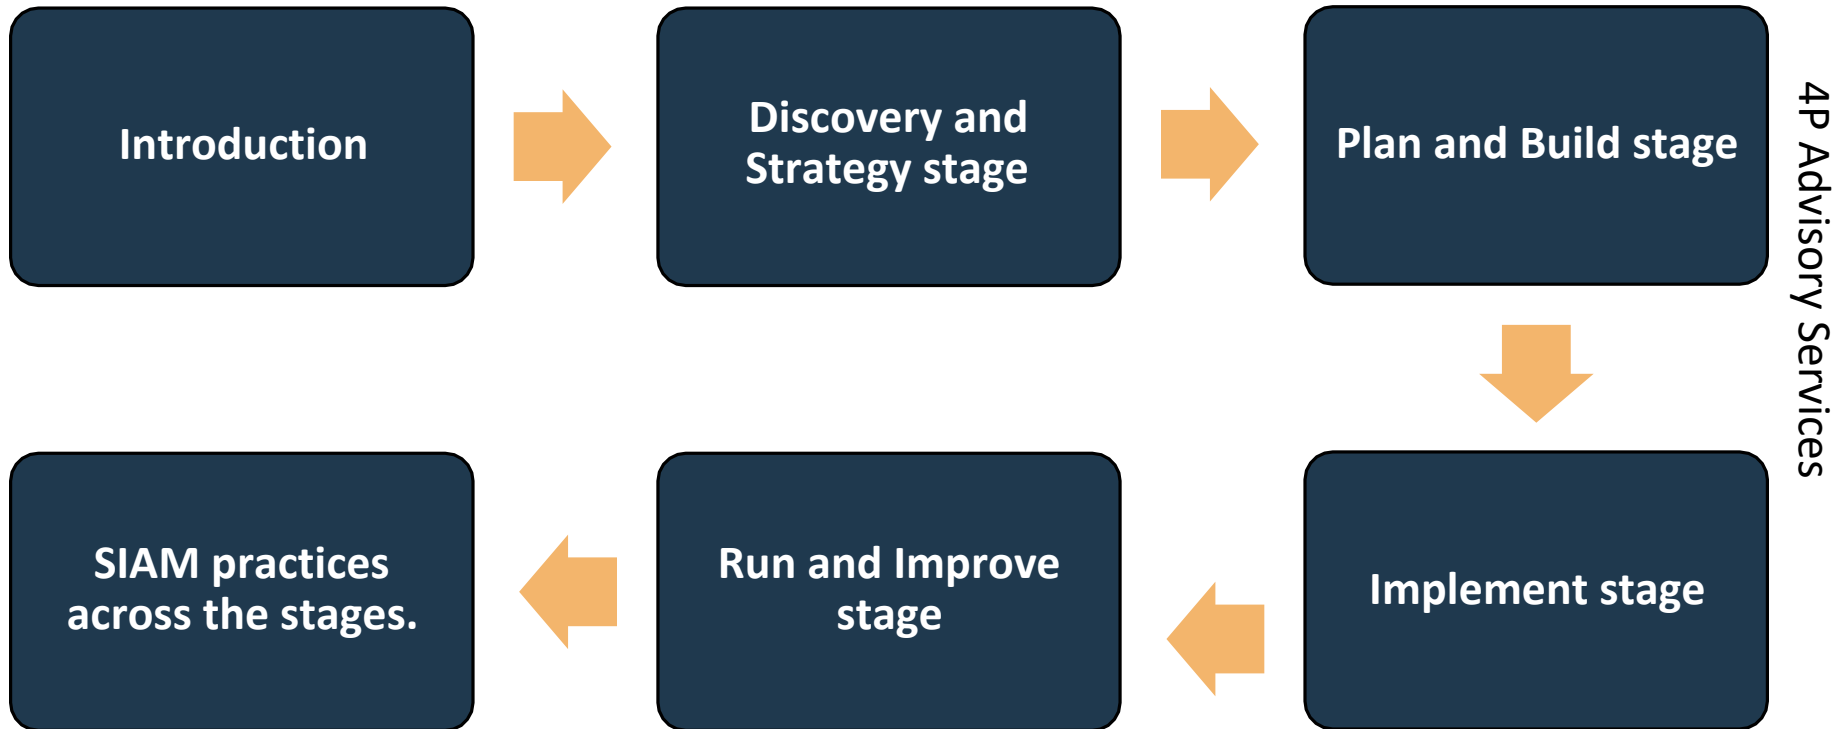 Introduction
Discovery and
Strategy stage
Plan and Build stage
4P Advisory Services
Implement stage
Run and Improve
stage
SIAM practices
across the stages.